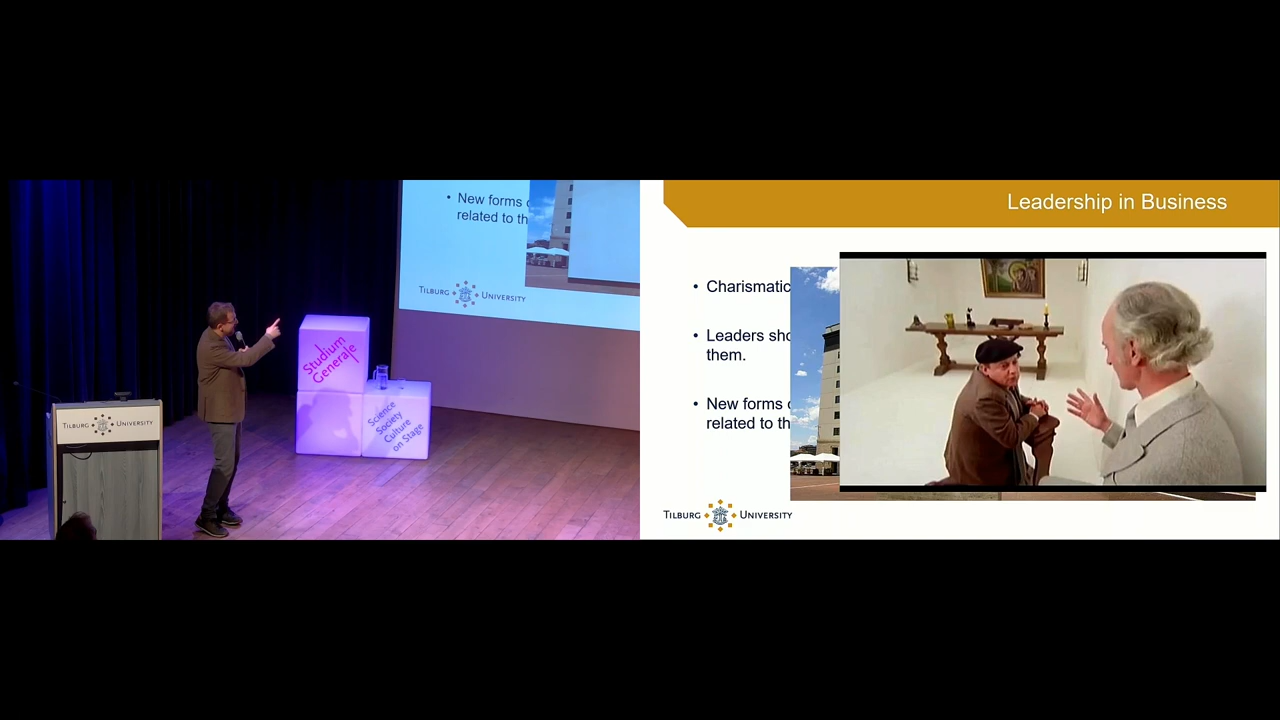 • New forms
related to th
TILBURG UNIVERSITY
Studium
Generale
Science
Society
Culture
on Stage
TILBURG UNIVERSITY
Leadership in Business
• Charismatic
• Leaders sho
them.
• New forms
related to th
TILBURG UNIVERSITY